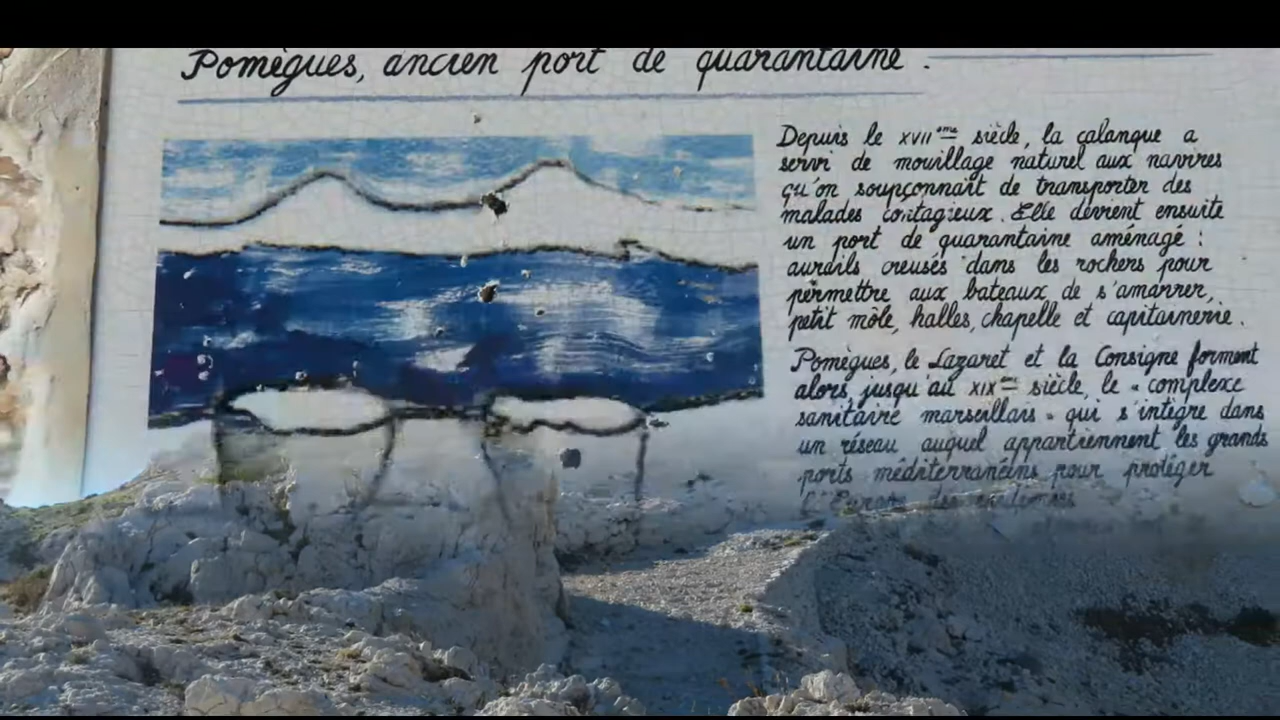 Pomègues, ancien port de quarantaine.
Depuis le XVIIème siècle, la calanque a
servi de mouillage naturel aux navires
qu'on soupçonnait de transporter des
malades contagieux. Elle devient ensuite
un port de quarantaine aménagé :
aureils creusés dans les rochers pour
permettre aux bateaux de s'amarrer,
petit môle, halles, chapelle et capitainerie.
Pomègues, le Lazaret et la Consigne forment
alors, jusqu'au XIXème siècle, le "complexe
sanitaire marseillais" qui s'intègre dans
un réseau auquel appartiennent les grands
ports méditerranéens pour protéger
l'Europe des épidémies